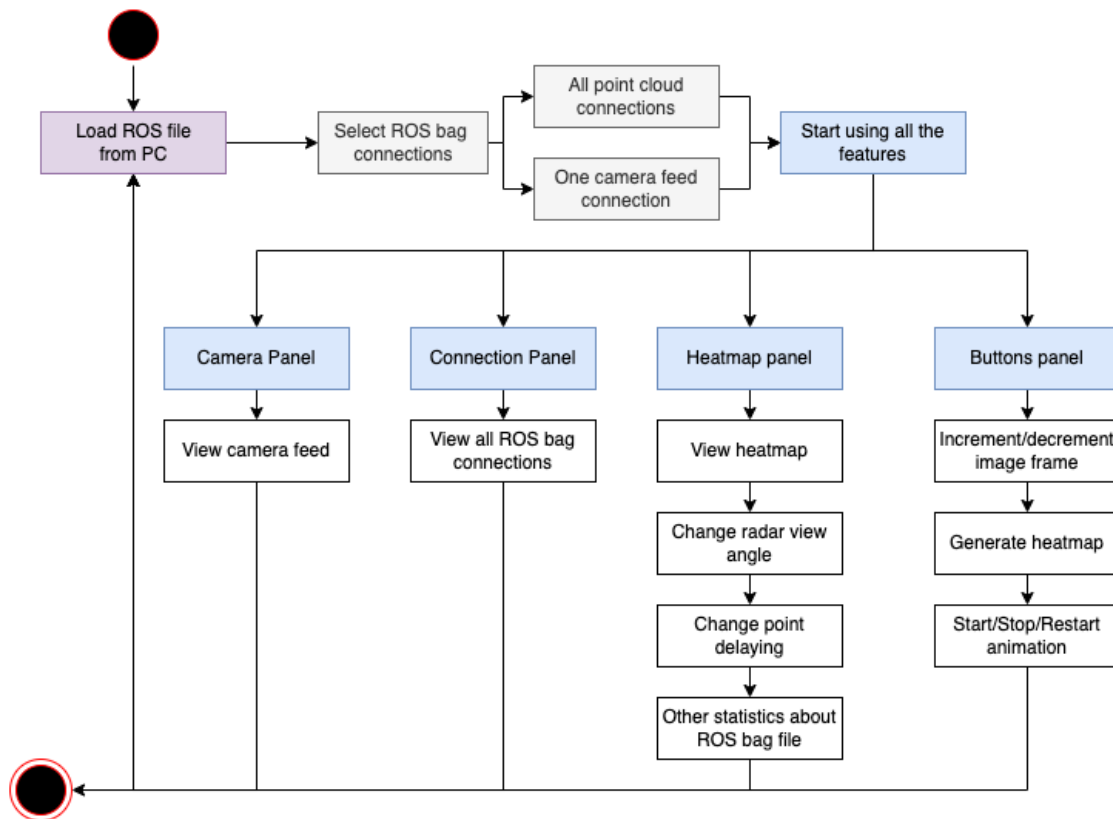 Load ROS file
from PC
Select ROS bag
connections
All point cloud
connections
One camera feed
connection
Start using all the
features
Camera Panel
Connection Panel
Heatmap panel
Buttons panel
View camera feed
View all ROS bag
connections
View heatmap
Increment/decrement
image frame
Change radar view
angle
Generate heatmap
Change point
delaying
Start/Stop/Restart
animation
Other statistics about
ROS bag file